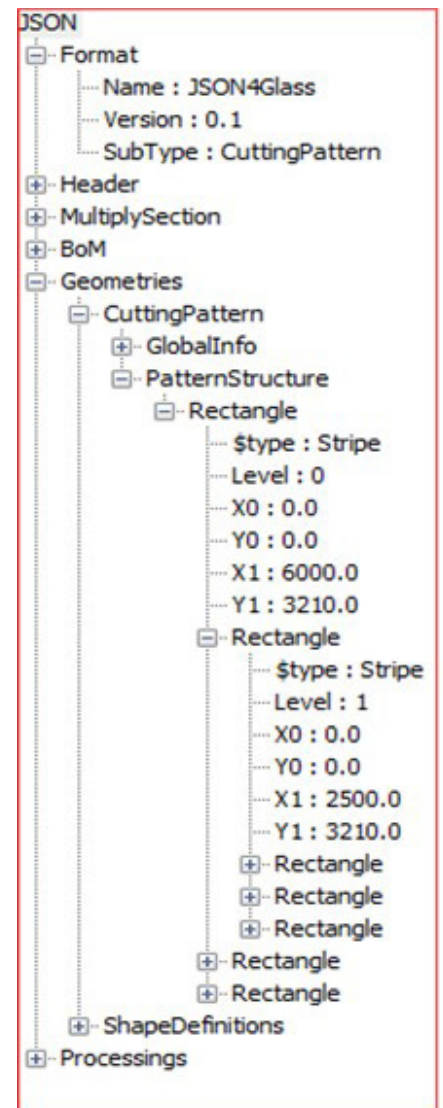 JSON
Format
Name : JSON4Glass
Version : 0.1
SubType : CuttingPattern
Header
MultiplySection
BoM
Geometries
CuttingPattern
GlobalInfo
PatternStructure
Rectangle
$type : Stripe
Level : 0
X0 : 0.0
Y0 : 0.0
X1 : 6000.0
Y1 : 3210.0
Rectangle
$type : Stripe
Level : 1
X0 : 0.0
Y0 : 0.0
X1 : 2500.0
Y1 : 3210.0
Rectangle
Rectangle
Rectangle
Rectangle
Rectangle
ShapeDefinitions
Processings